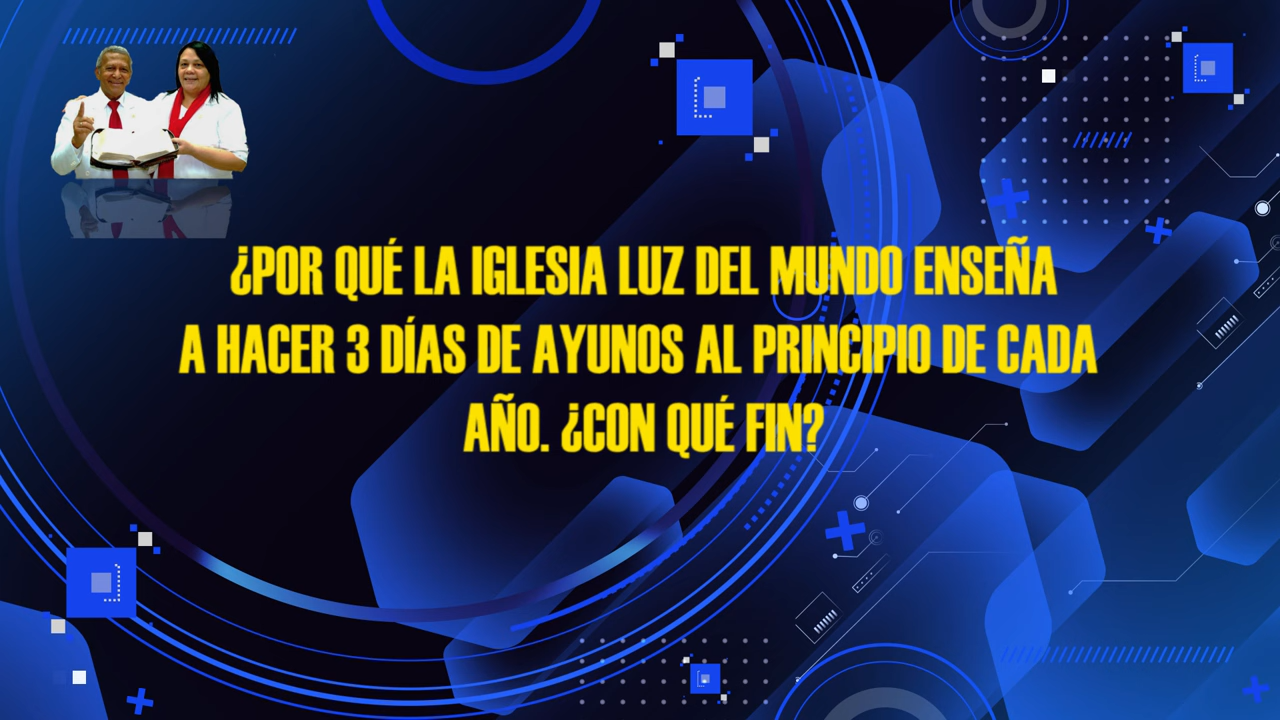 ¿POR QUÉ LA IGLESIA LUZ DEL MUNDO ENSEÑA
A HACER 3 DÍAS DE AYUNOS AL PRINCIPIO DE CADA
AÑO. ¿CON QUÉ FIN?